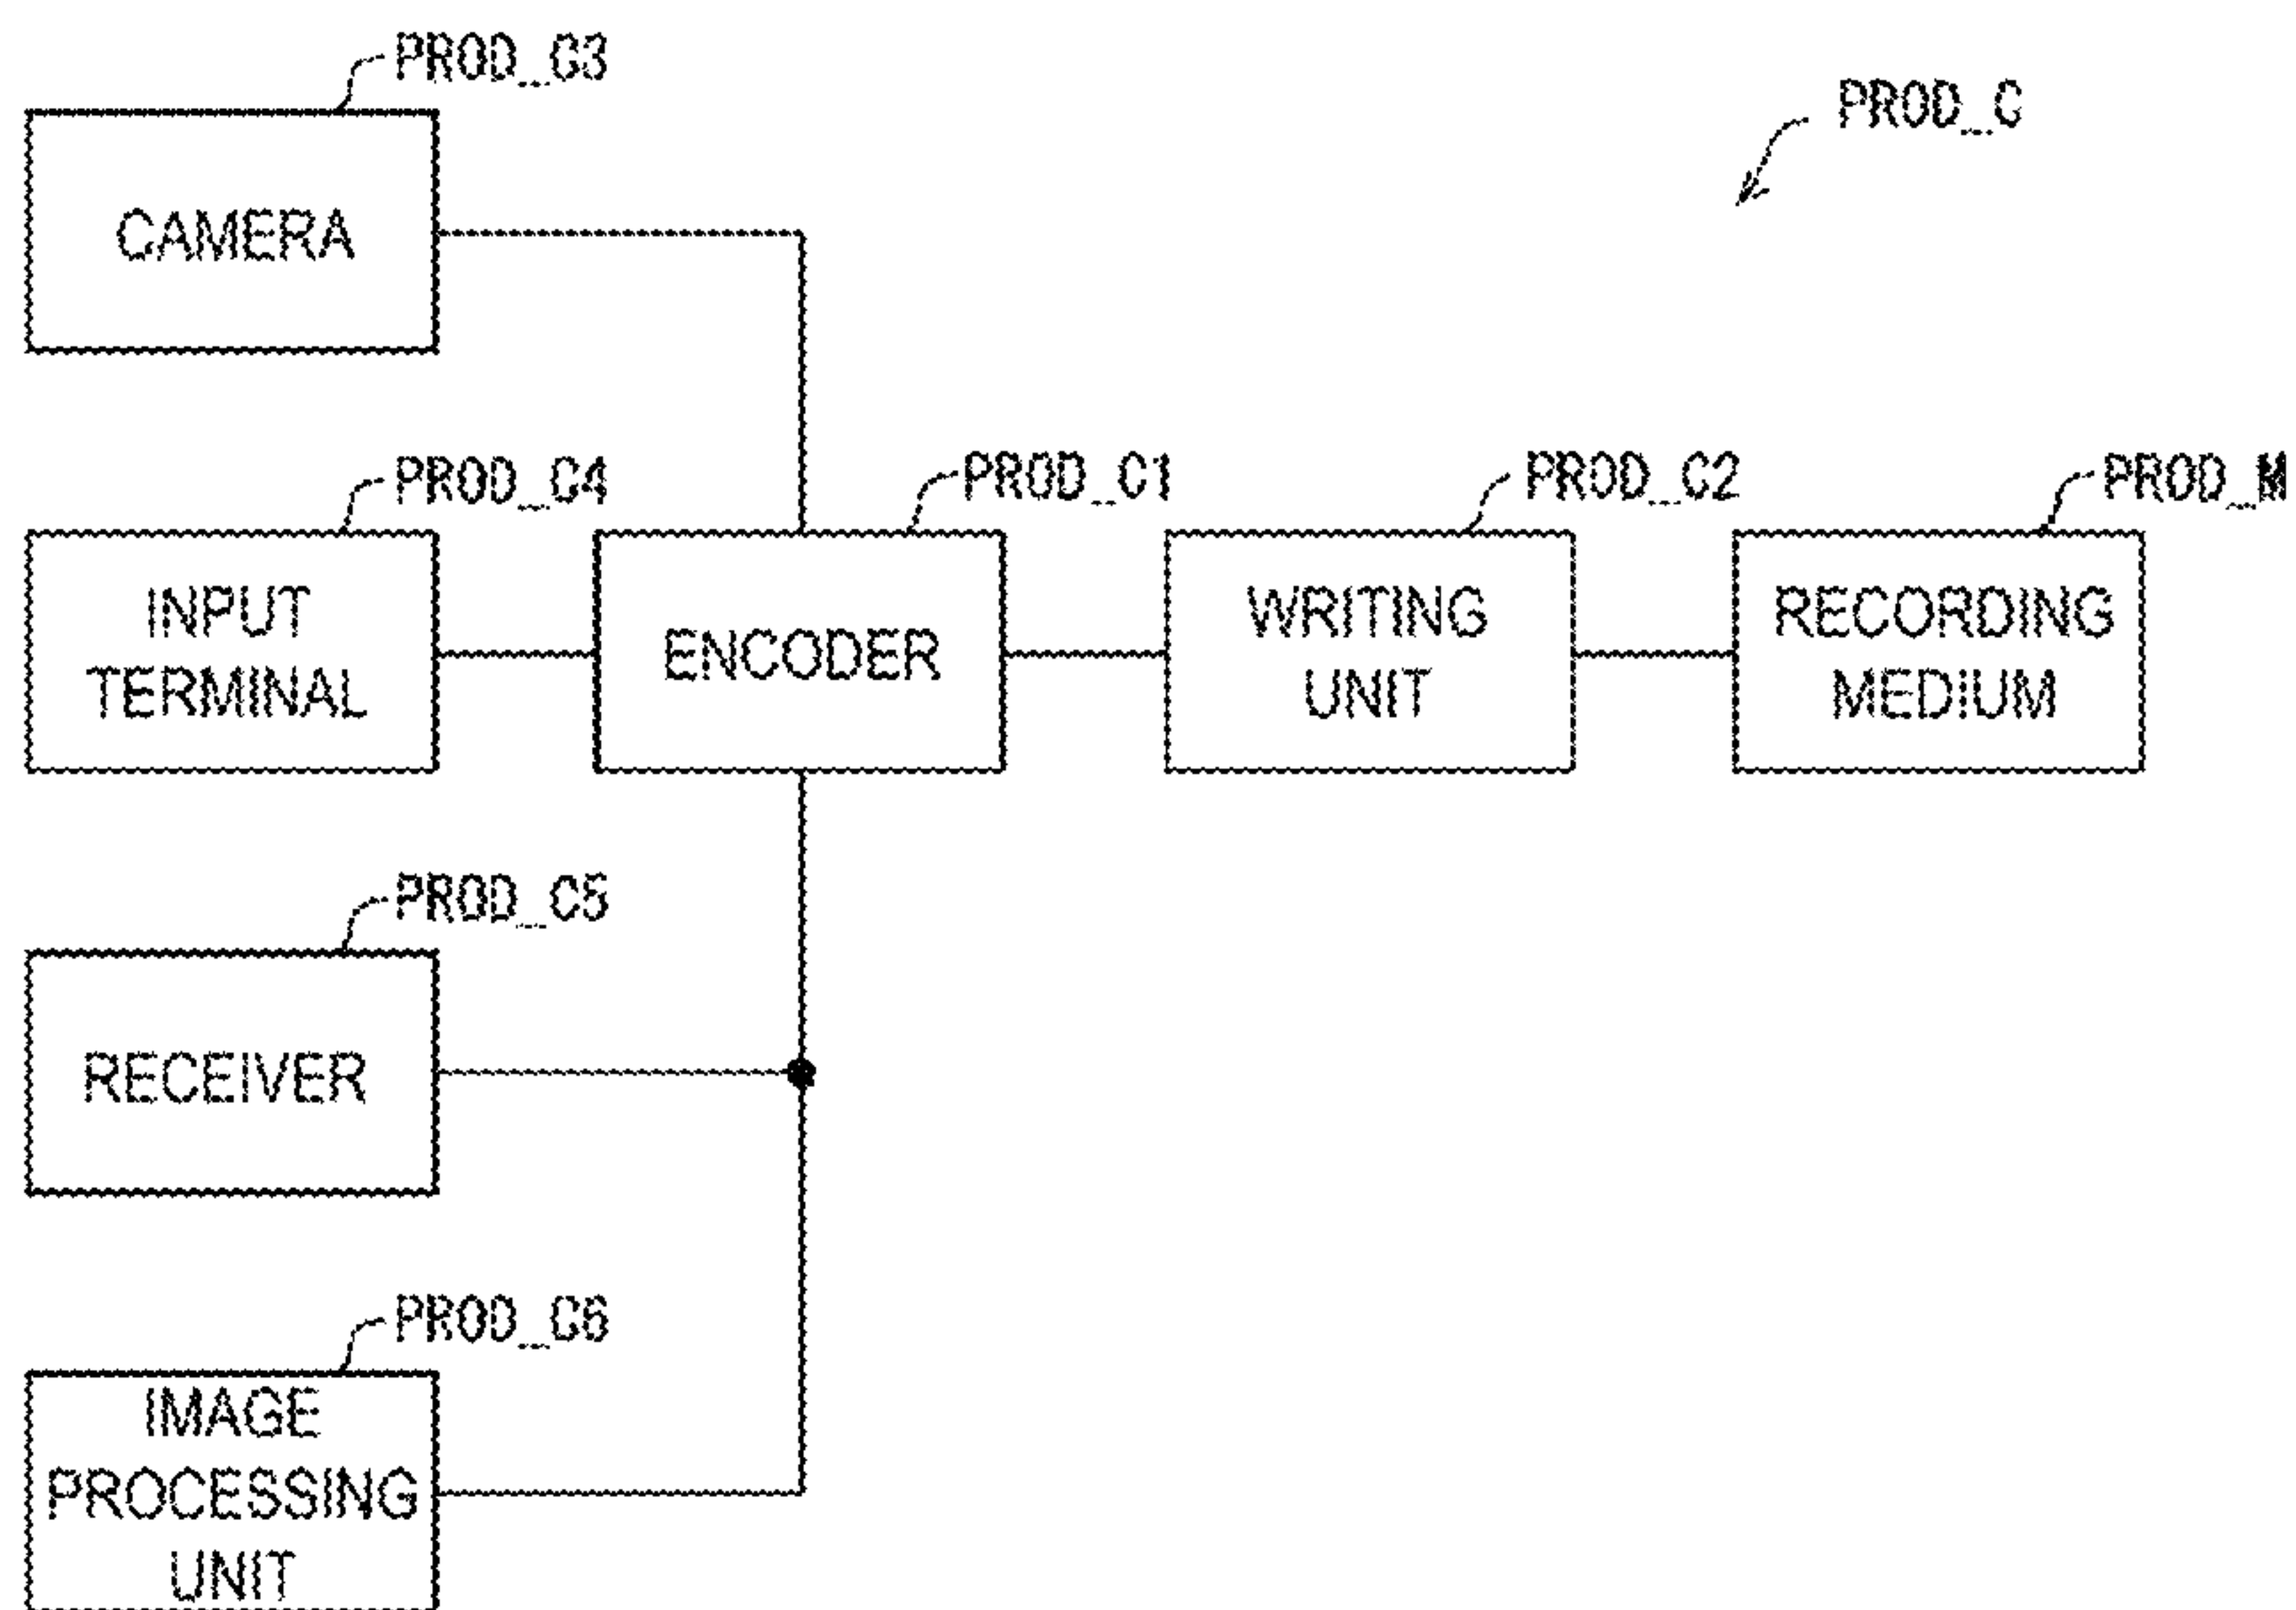 PROD_C3
PROD_C
CAMERA
PROD_C4
PROD_C1
PROD_C2
PROD_M
INPUT
TERMINAL
ENCODER
WRITING
UNIT
RECORDING
MEDIUM
PROD_C5
RECEIVER
PROD_C6
IMAGE
PROCESSING
UNIT